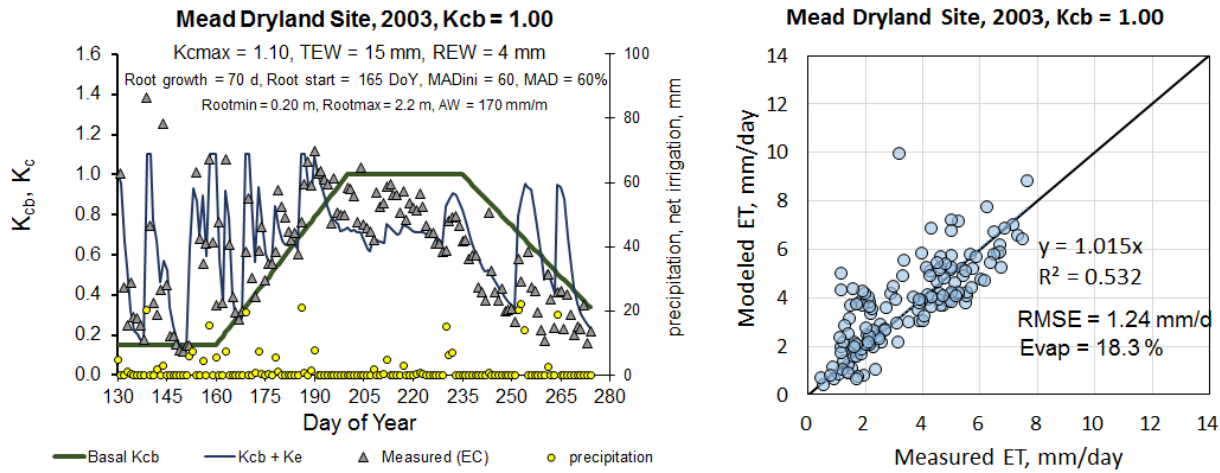 Mead Dryland Site, 2003, Kcb = 1.00
Kcmax = 1.10, TEW = 15 mm, REW = 4 mm
Root growth = 70 d, Root start = 165 DoY, MADini = 60, MAD = 60%
Rootmin = 0.20 m, Rootmax = 2.2 m, AW = 170 mm/m
1.6
1.4
1.2
1.0
0.8
0.6
0.4
0.2
0.0
Kcb, Kc
100
80
60
40
20
0
precipitation, net irrigation, mm
130 145 160 175 190 205 220 235 250 265 280
Day of Year
Basal Kcb Kcb + Ke Measured (EC) precipitation
Mead Dryland Site, 2003, Kcb = 1.00
14
12
10
8
6
4
2
0
Modeled ET, mm/day
y = 1.015x
R² = 0.532
RMSE = 1.24 mm/d
Evap = 18.3 %
0 2 4 6 8 10 12 14
Measured ET, mm/day